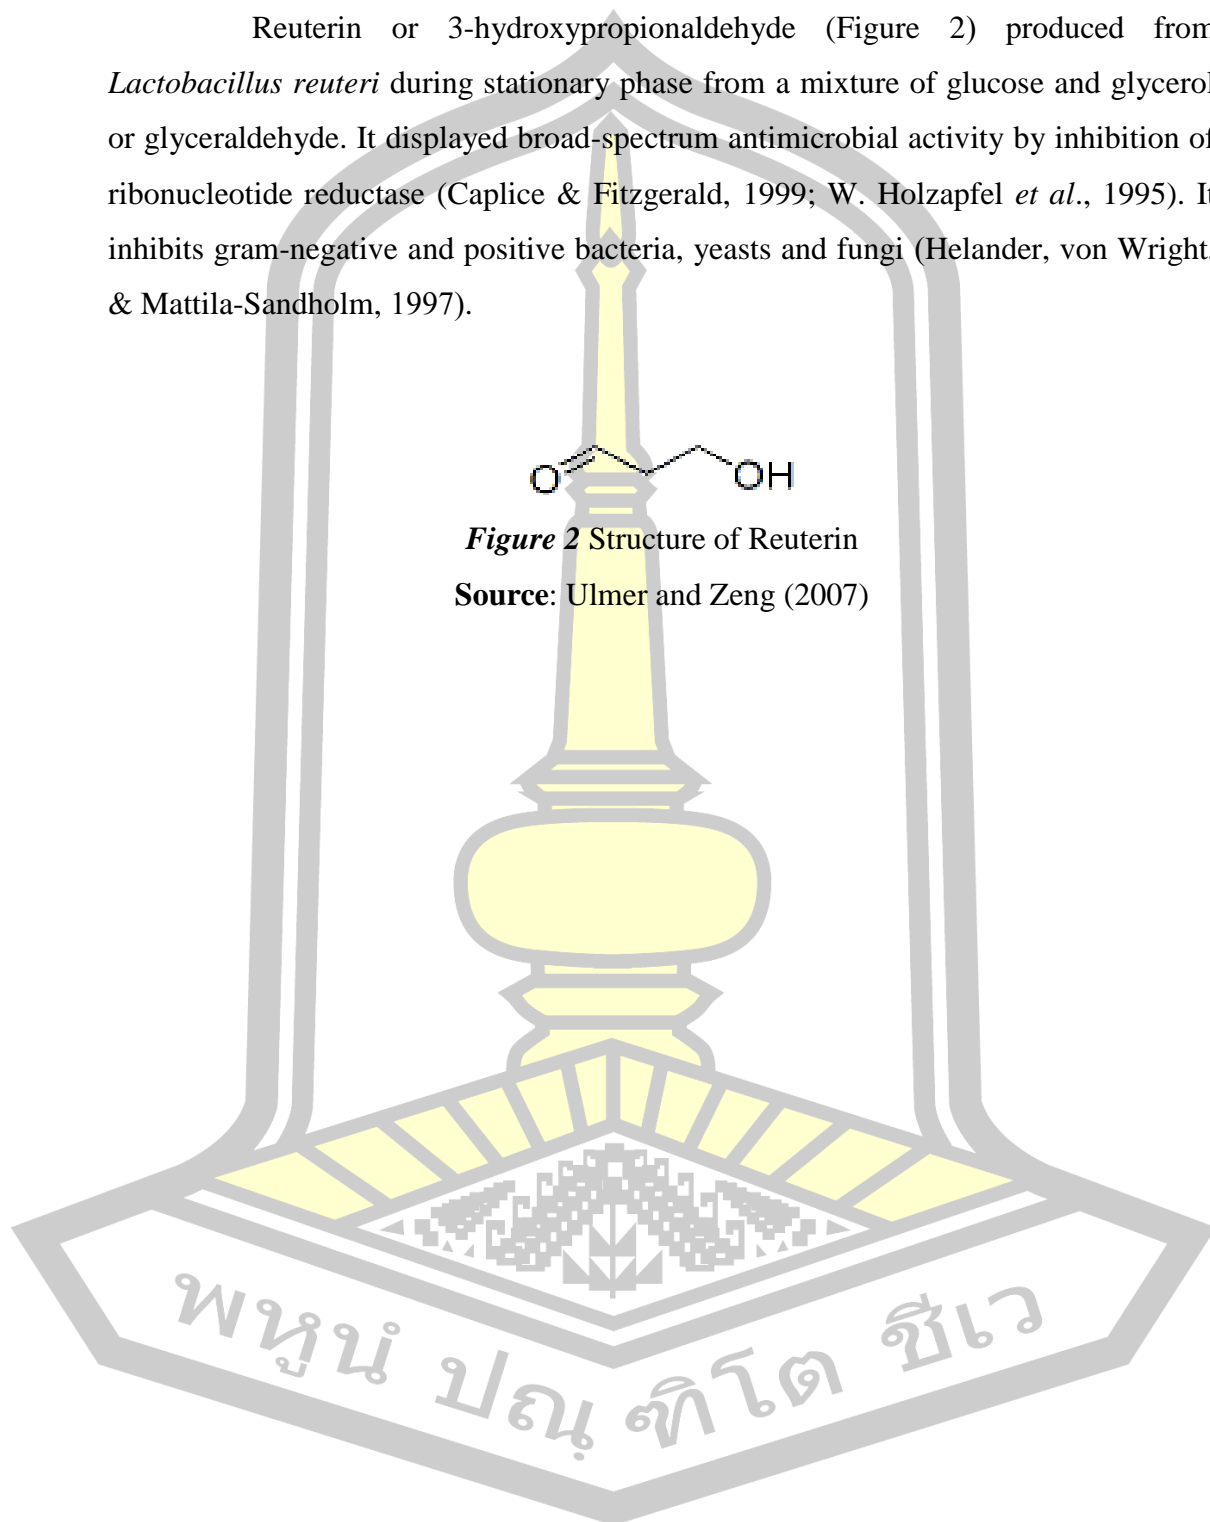 Reuterin or 3-hydroxypropionaldehyde (Figure 2) produced from
Lactobacillus reuteri during stationary phase from a mixture of glucose and glycerol
or glyceraldehyde. It displayed broad-spectrum antimicrobial activity by inhibition of
ribonucleotide reductase (Caplice & Fitzgerald, 1999; W. Holzapfel et al., 1995). It
inhibits gram-negative and positive bacteria, yeasts and fungi (Helander, von Wright,
& Mattila-Sandholm, 1997).
O OH
Figure 2 Structure of Reuterin
Source: Ulmer and Zeng (2007)
พหูนํ ปณฺฑิโต ชีเว